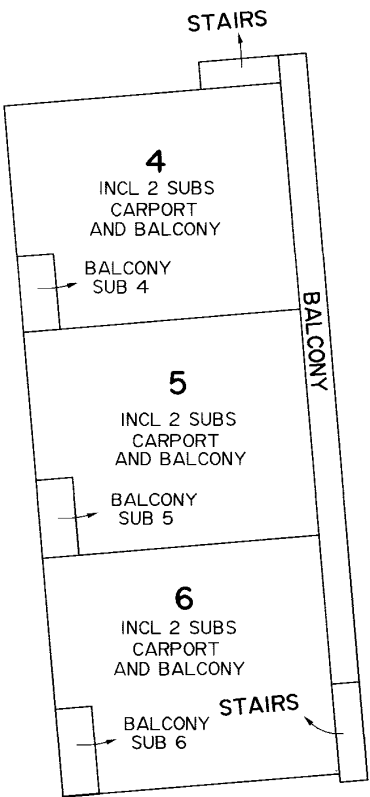 STAIRS
4
INCL 2 SUBS
CARPORT
AND BALCONY
BALCONY
SUB 4
BALCONY
5
INCL 2 SUBS
CARPORT
AND BALCONY
BALCONY
SUB 5
6
INCL 2 SUBS
CARPORT
AND BALCONY
STAIRS
BALCONY
SUB 6